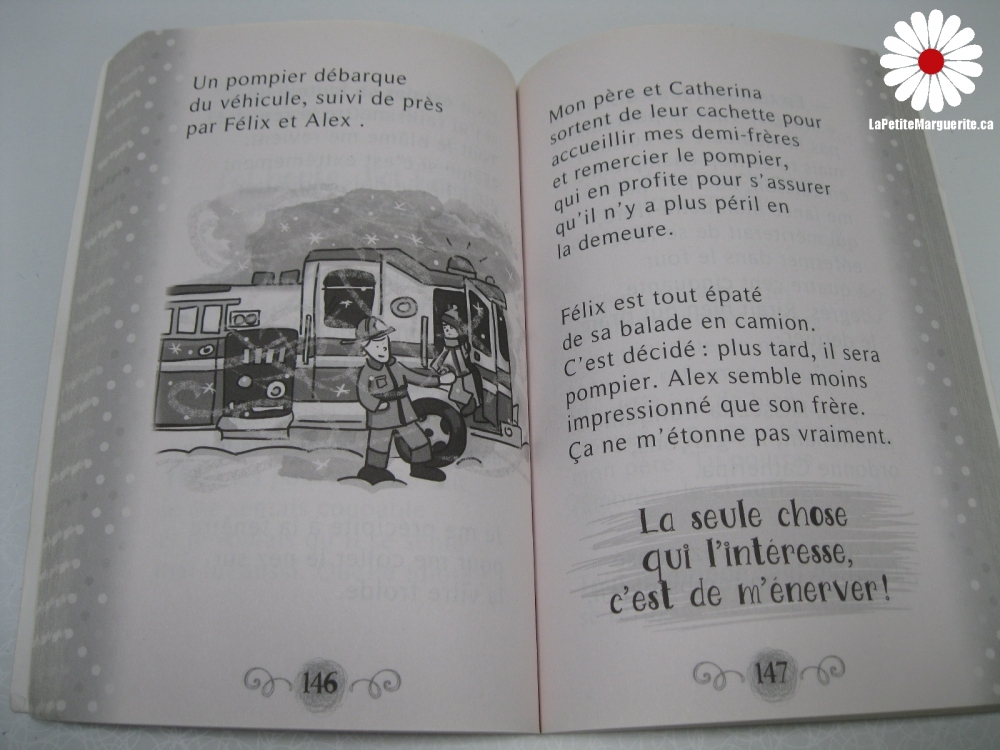 Un pompier débarque
du véhicule, suivi de près
par Félix et Alex .
146
Mon père et Catherina
sortent de leur cachette pour
accueillir mes demi-frères
et remercier le pompier,
qui en profite pour s'assurer
qu'il n'y a plus péril en
la demeure.
Félix est tout épaté
de sa balade en camion.
C'est décidé : plus tard, il sera
pompier. Alex semble moins
impressionné que son frère.
Ça ne m'étonne pas vraiment.
La seule chose
qui l'intéresse,
c'est de m'énerver!
147
LaPetiteMarguerite.ca